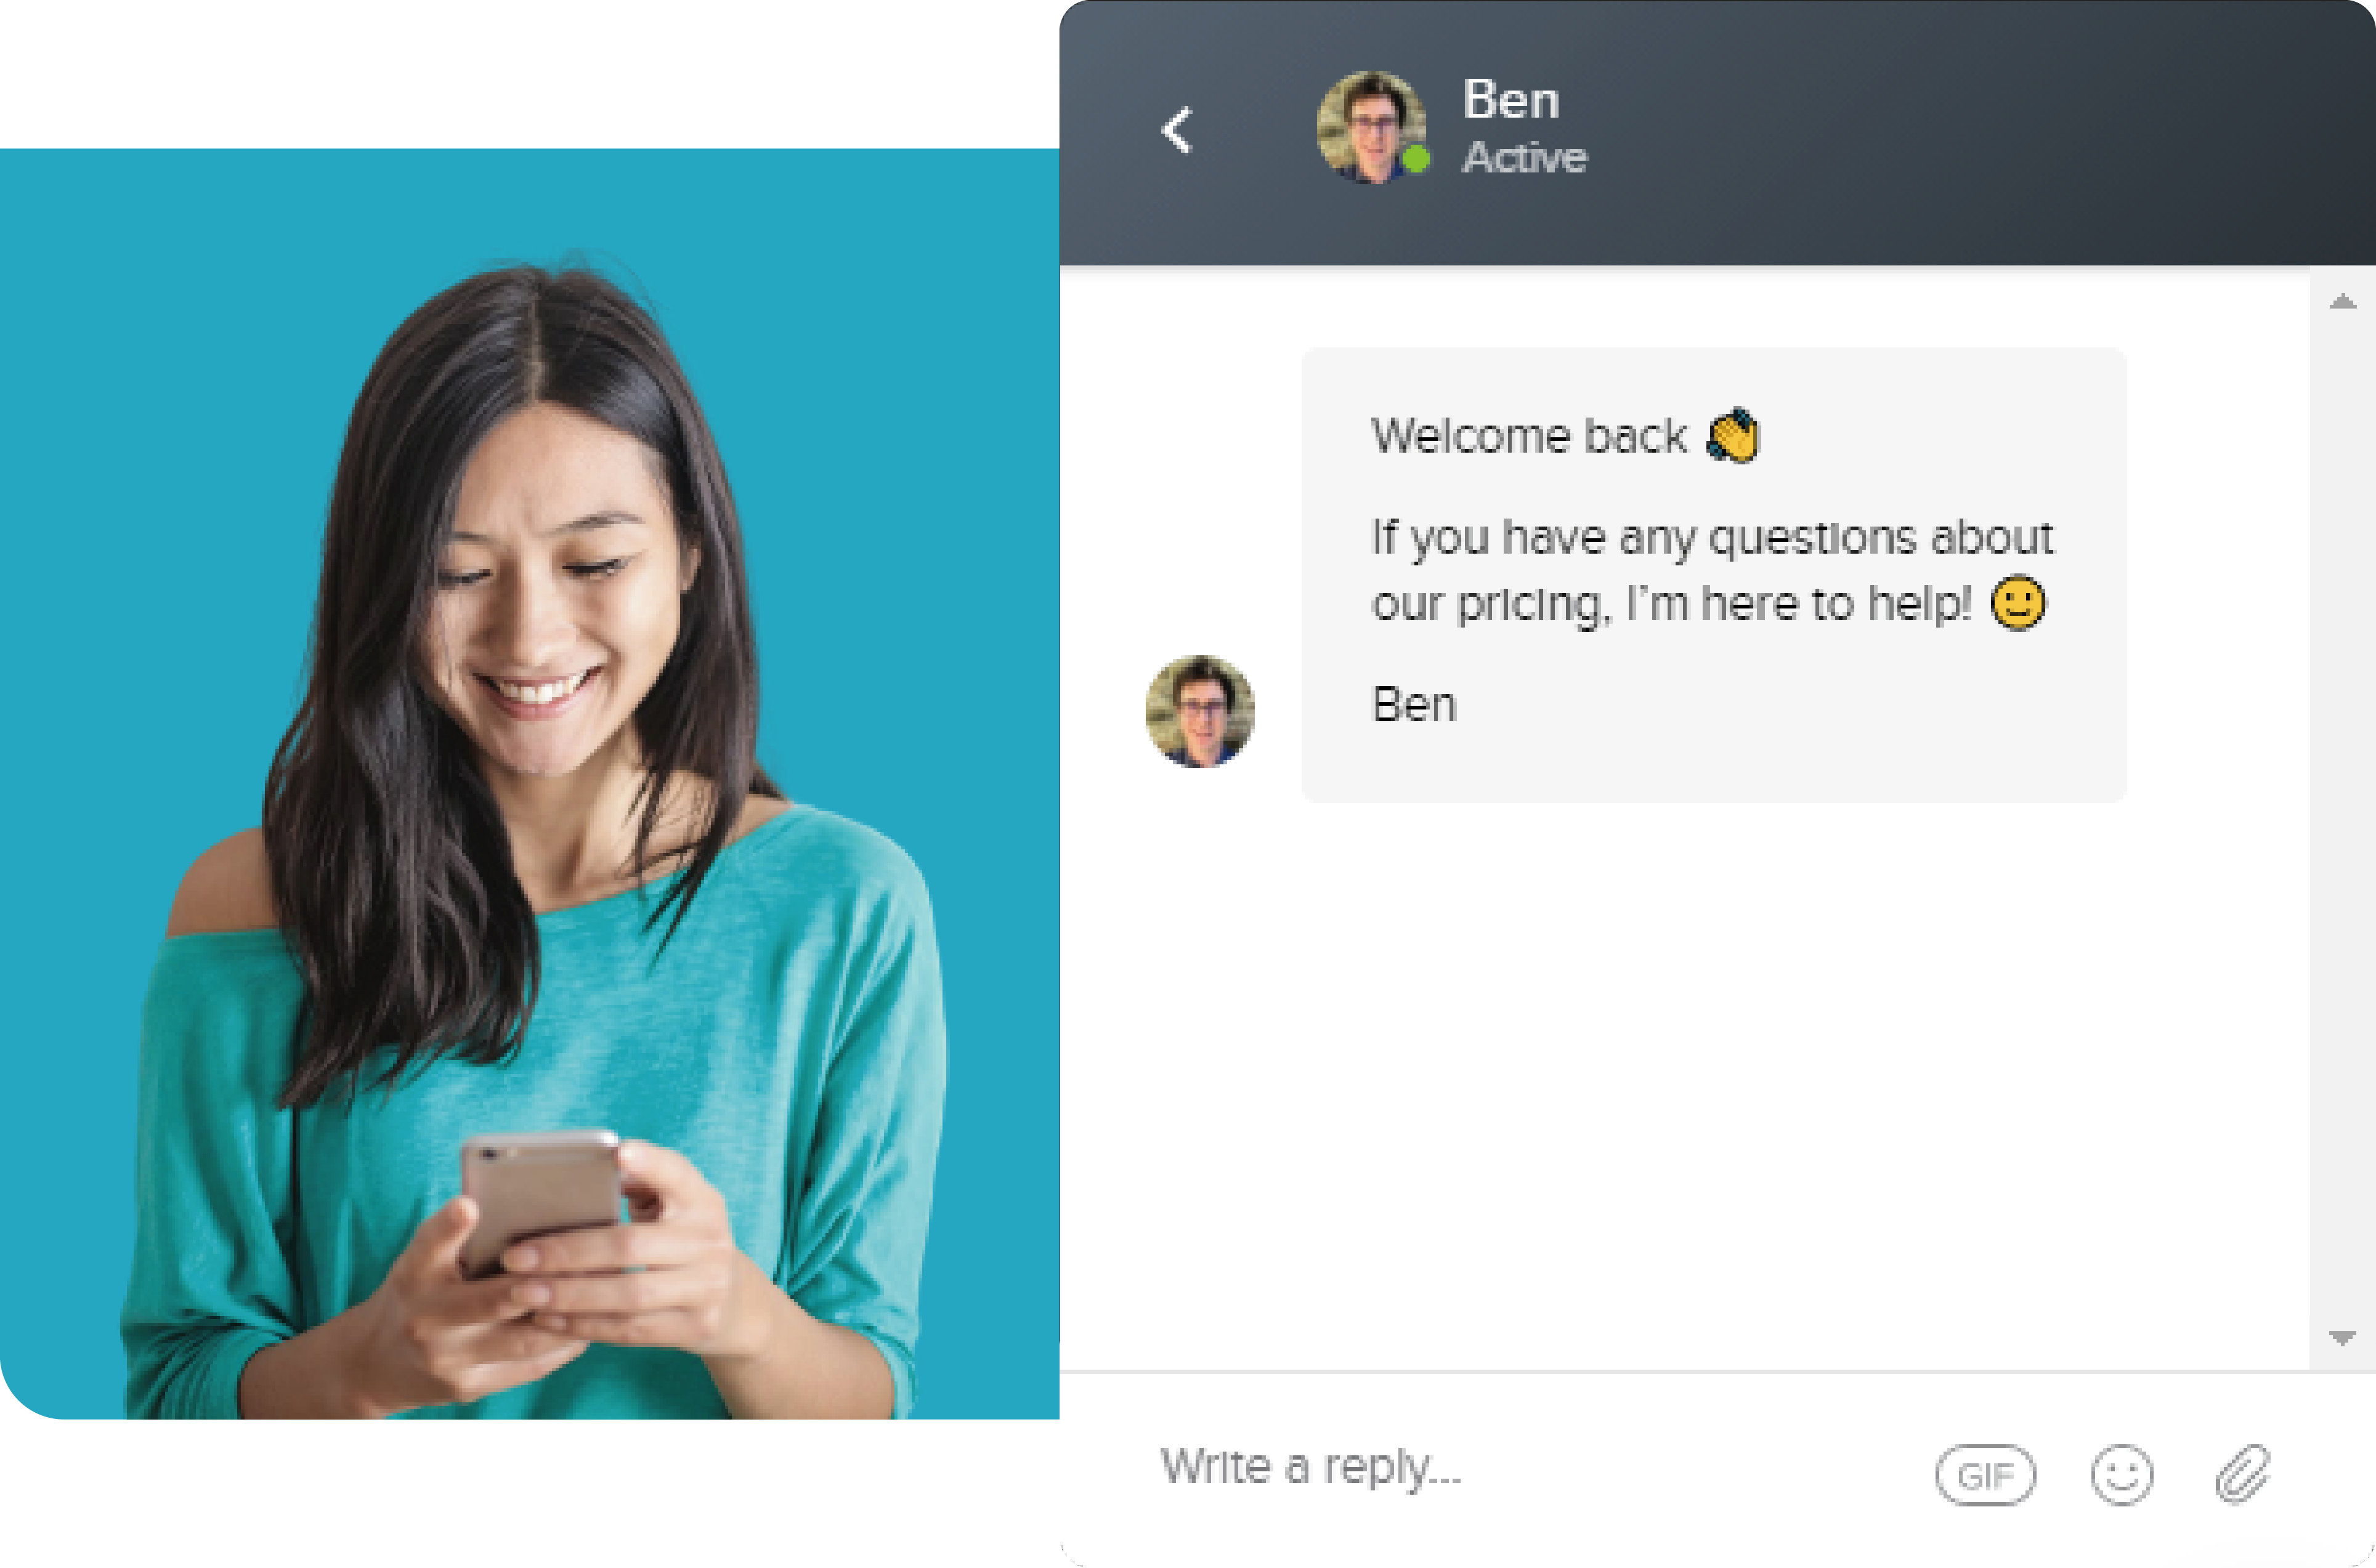 Ben
Active
Welcome back 👏
If you have any questions about
our pricing, I'm here to help! 🙂
Ben
Write a reply...
GIF